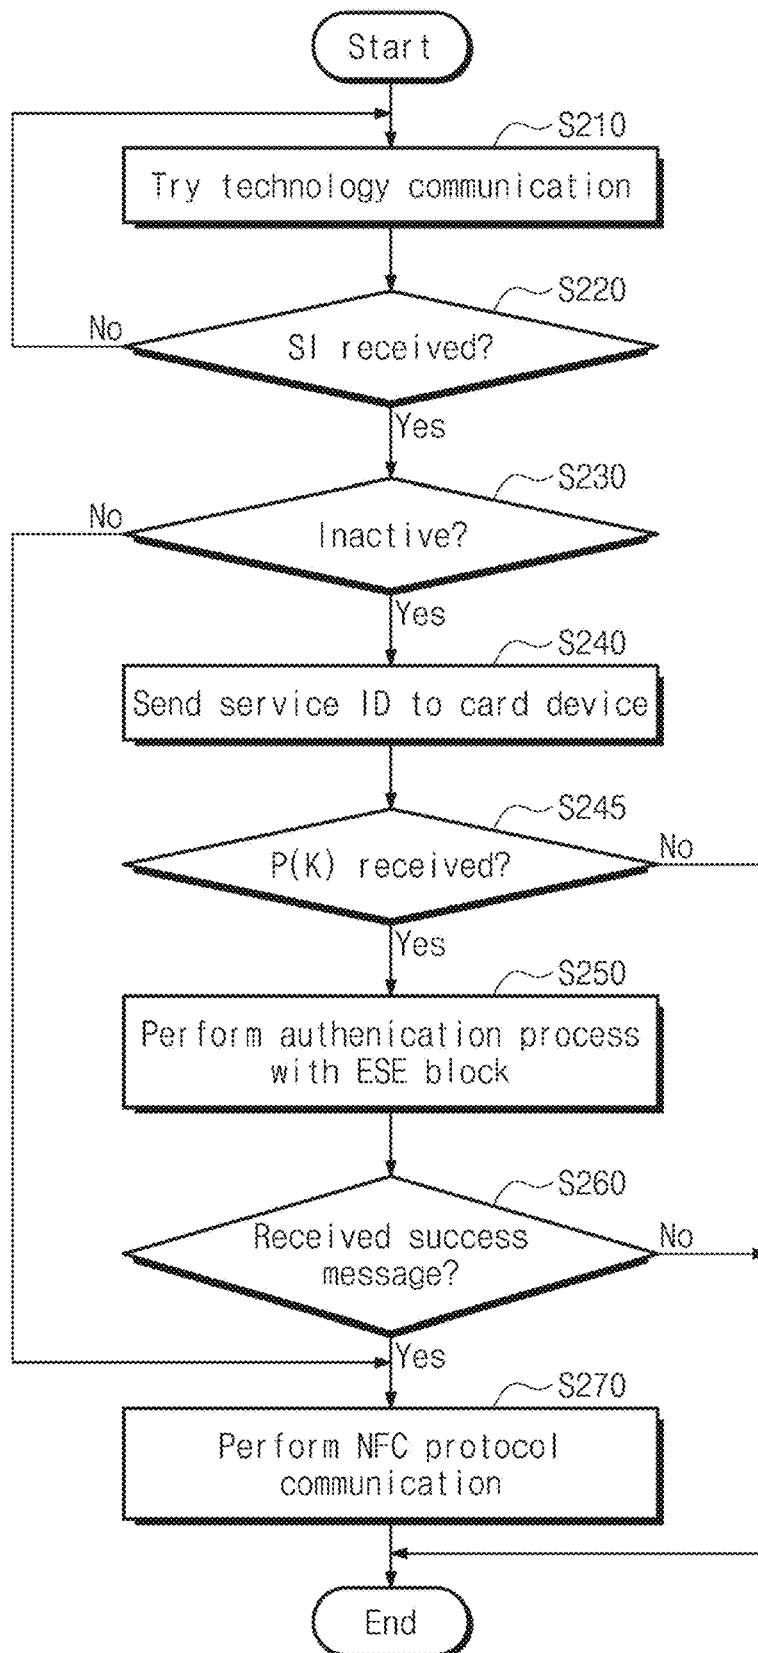 Start
S210
Try technology communication
S220
No
SI received?
Yes
S230
No
Inactive?
Yes
S240
Send service ID to card device
S245
No
P(K) received?
Yes
S250
Perform authenication process
with ESE block
S260
No
Received success
message?
Yes
S270
Perform NFC protocol
communication
End